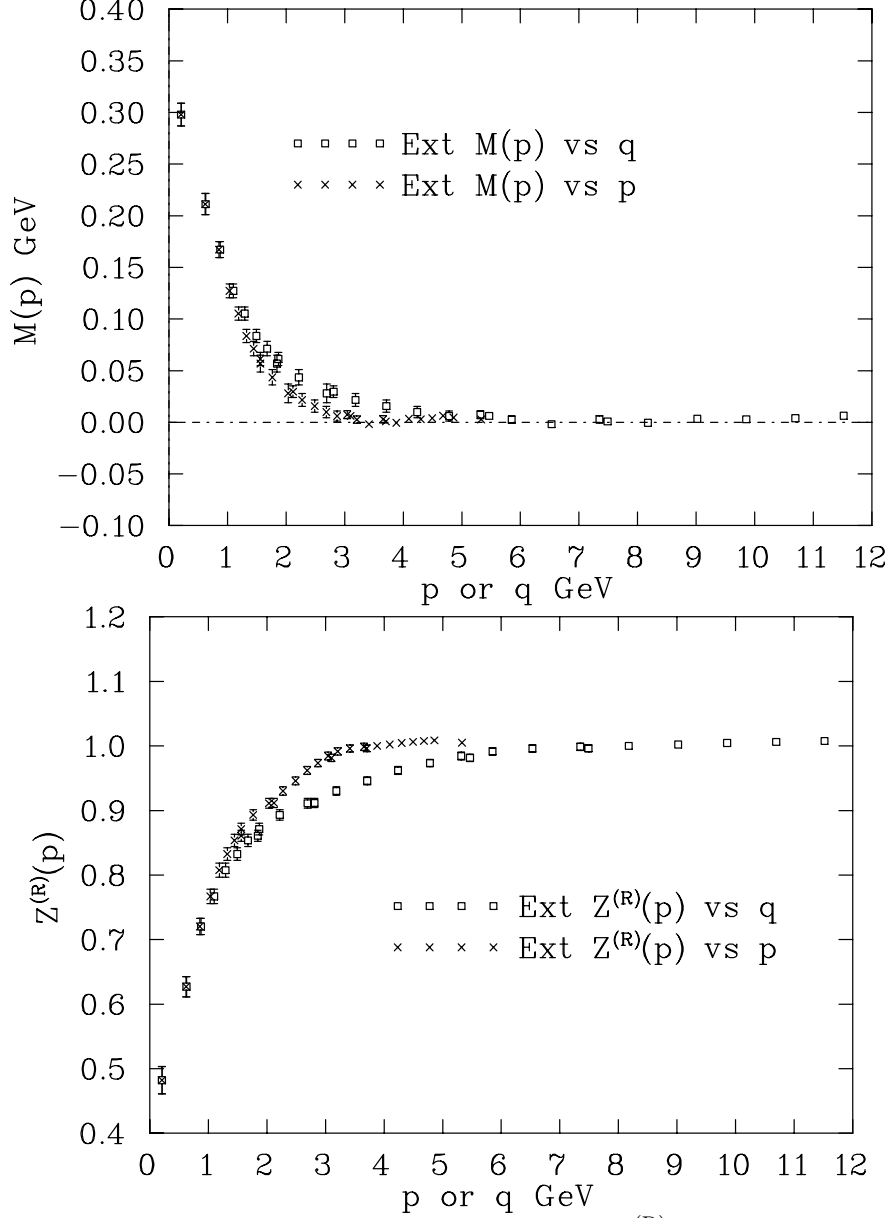 0.40
0.35
0.30
0.25
0.20
0.15
0.10
0.05
0.00
−0.05
−0.10
M(p) GeV
Ext M(p) vs q
Ext M(p) vs p
0 1 2 3 4 5 6 7 8 9 10 11 12
p or q GeV
1.2
1.1
1.0
0.9
0.8
0.7
0.6
0.5
0.4
Z^(R)(p)
Ext Z^(R)(p) vs q
Ext Z^(R)(p) vs p
0 1 2 3 4 5 6 7 8 9 10 11 12
p or q GeV